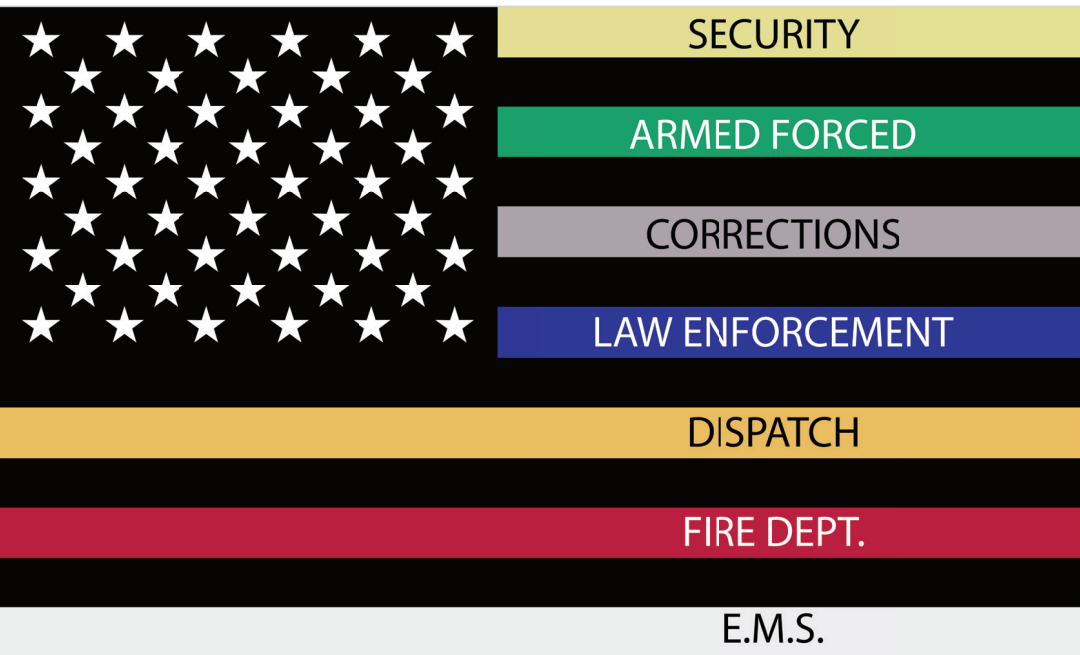 SECURITY
ARMED FORCED
CORRECTIONS
LAW ENFORCEMENT
DISPATCH
FIRE DEPT.
E.M.S.